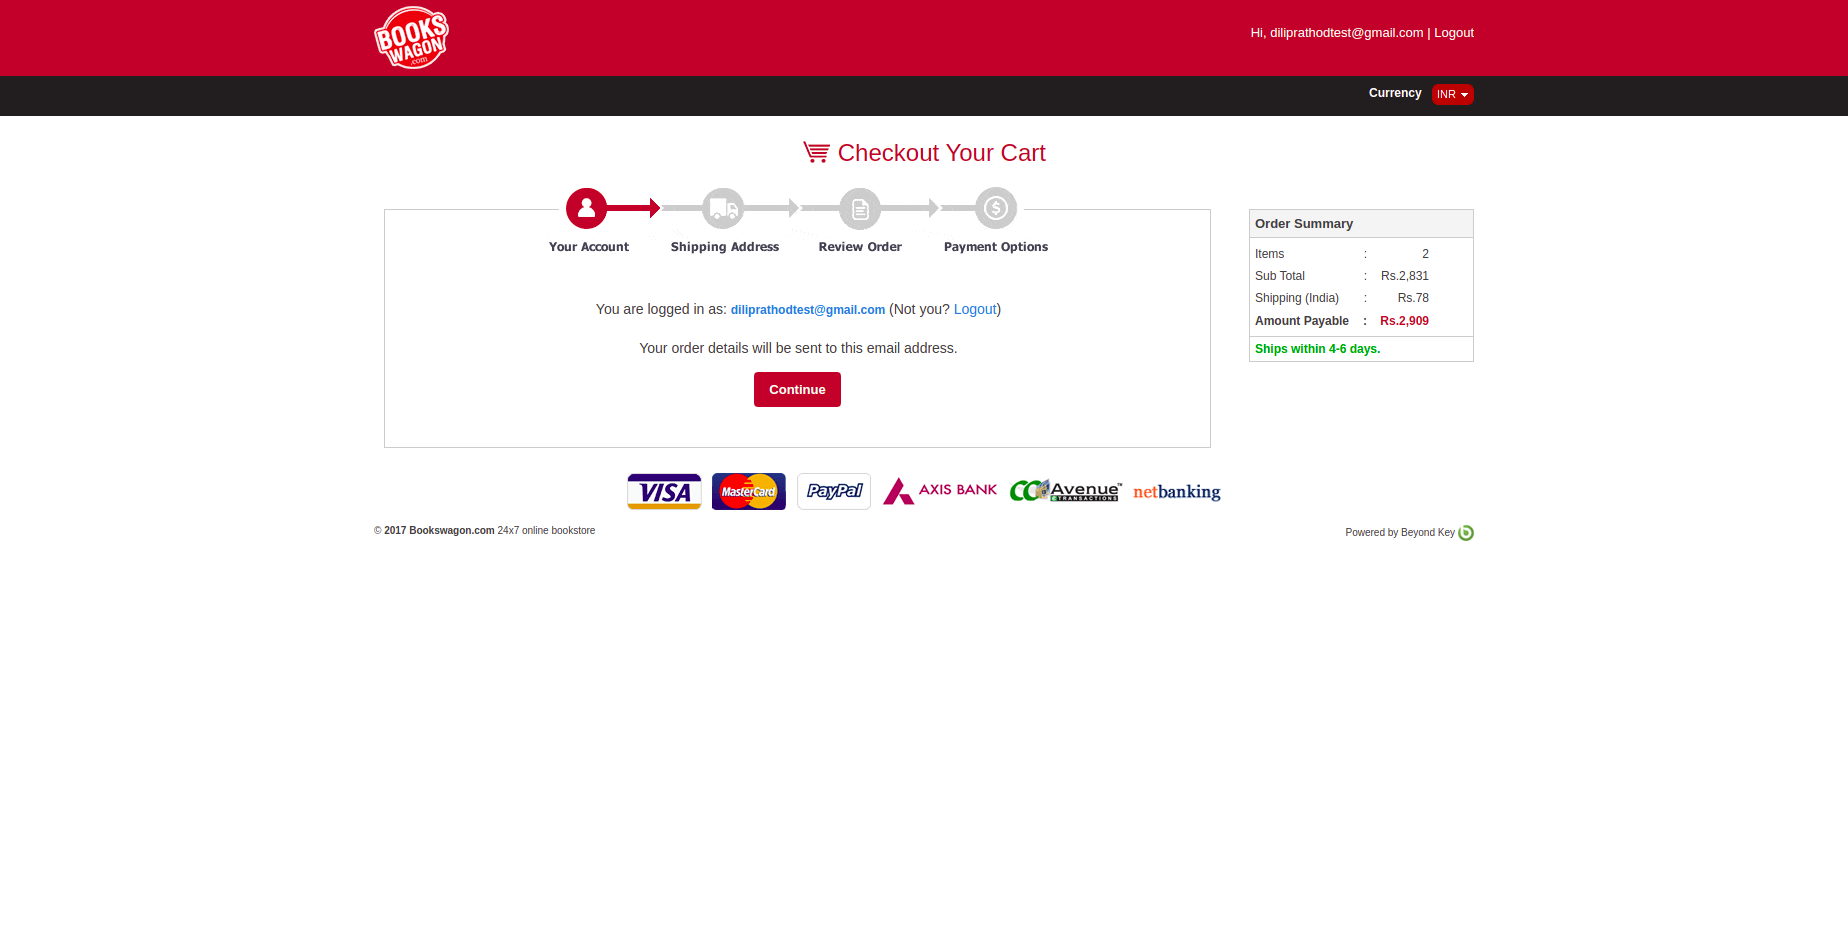 BOOKS
WAGON
.com
Hi, diliprathodtest@gmail.com | Logout
Currency INR
Checkout Your Cart
Your Account Shipping Address Review Order Payment Options
You are logged in as: diliprathodtest@gmail.com (Not you? Logout)
Your order details will be sent to this email address.
Continue
Order Summary
Items : 2
Sub Total : Rs.2,831
Shipping (India) : Rs.78
Amount Payable : Rs.2,909
Ships within 4-6 days.
VISA MasterCard PayPal AXIS BANK CCAvenue™ netbanking
TRANSACTIONS
© 2017 Bookswagon.com 24x7 online bookstore
Powered by Beyond Key